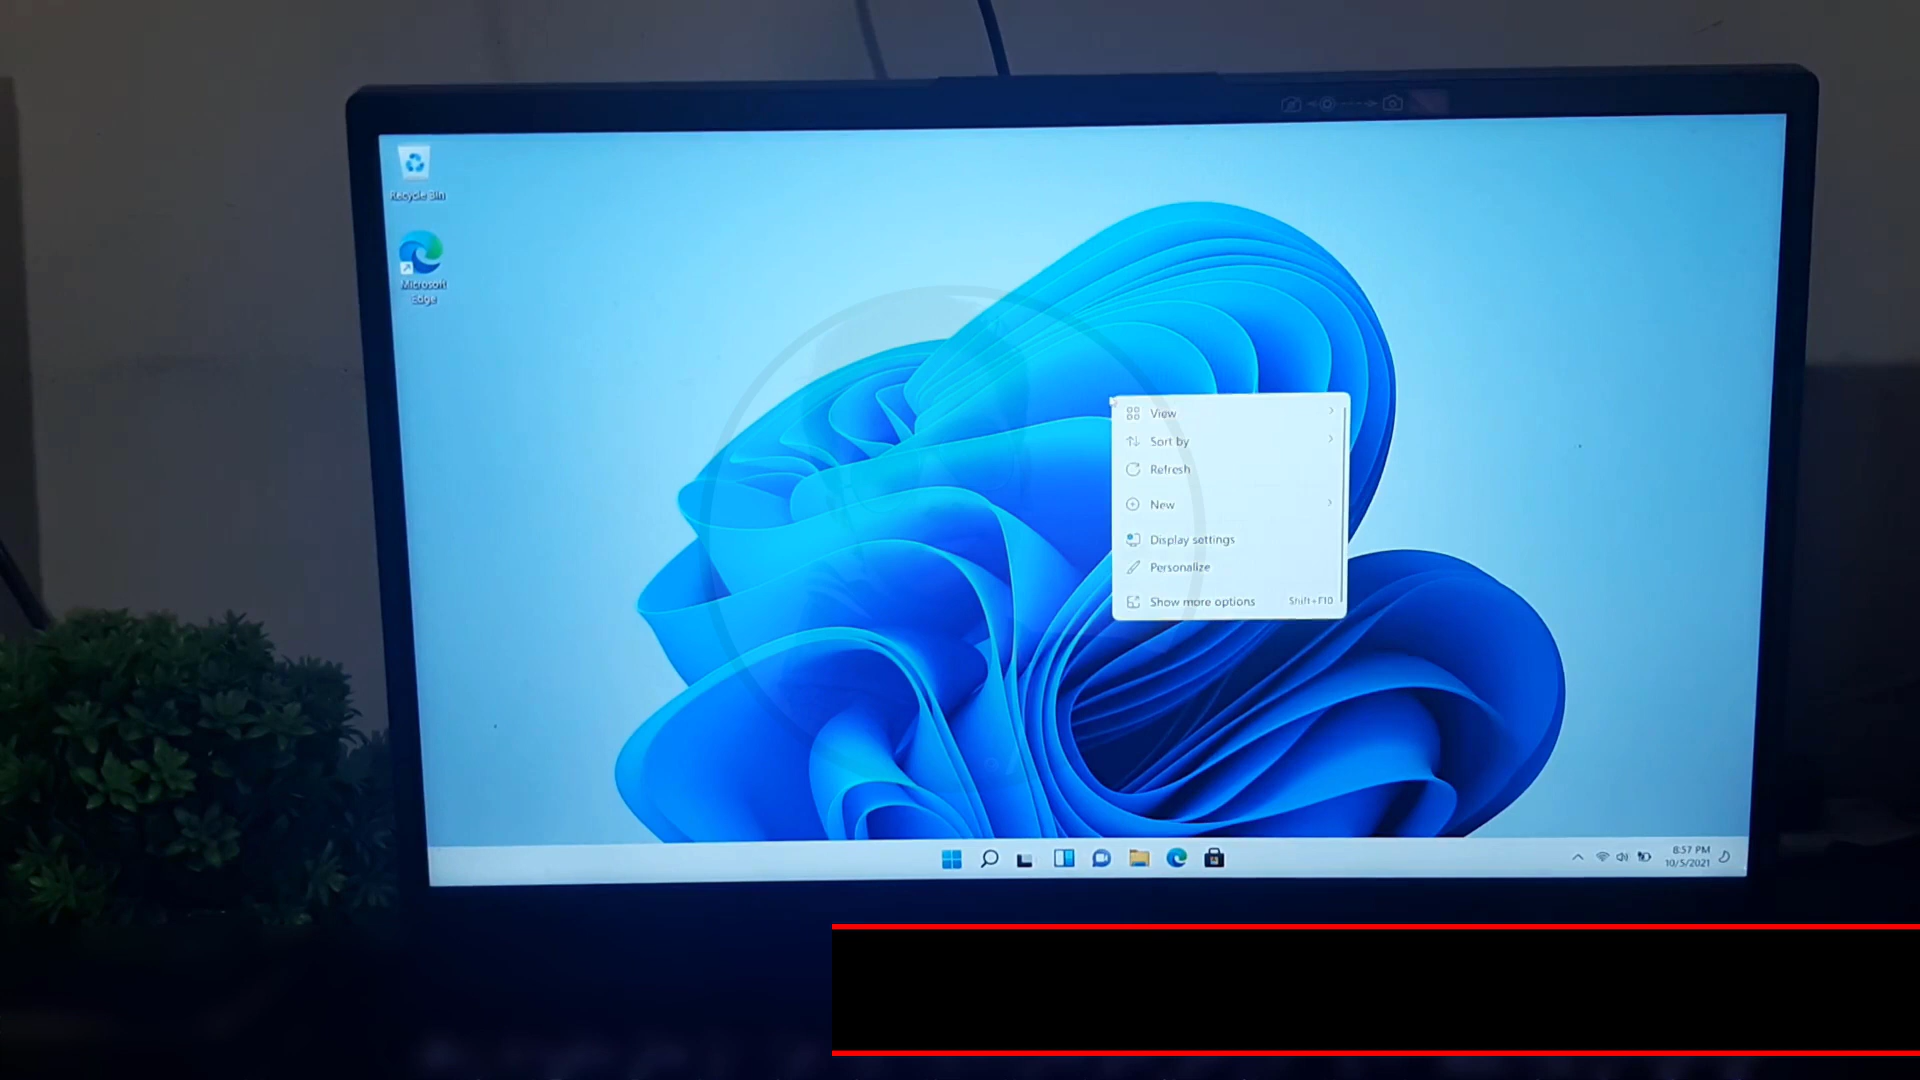 Recycle Bin
Microsoft
Edge
View
Sort by
Refresh
New
Display settings
Personalize
Show more options Shift+F10
8:57 PM
10/5/2021